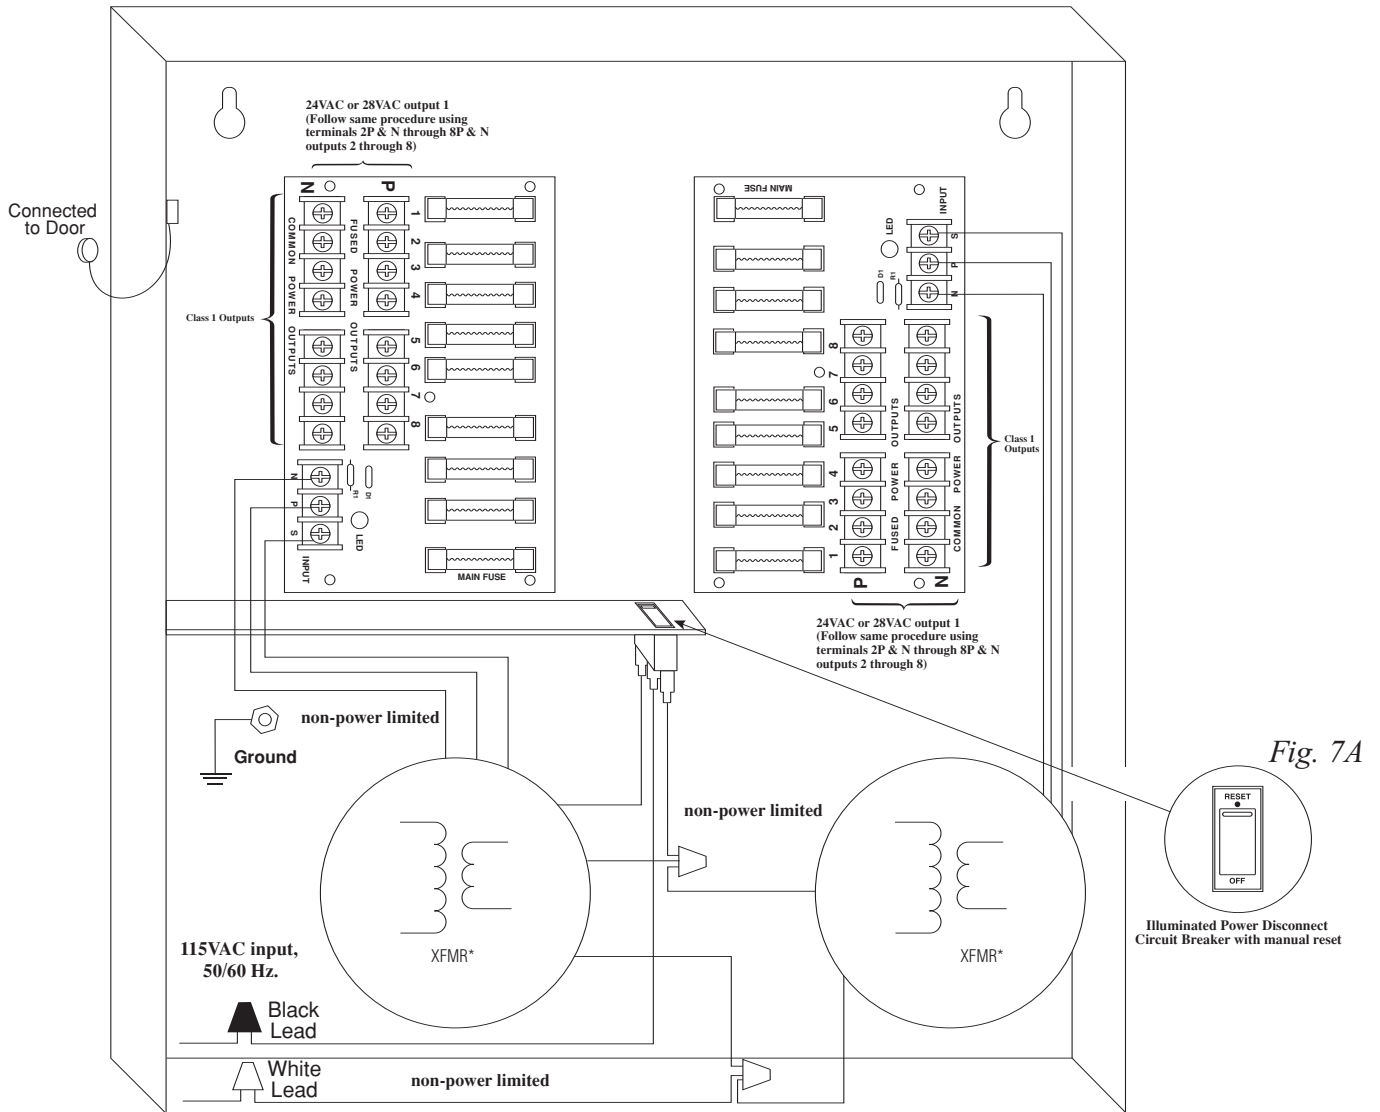 24VAC or 28VAC output 1
(Follow same procedure using
terminals 2P & N through 8P & N
outputs 2 through 8)
Connected
to Door
N
P
COMMON POWER OUTPUTS
FUSED POWER OUTPUTS
1
2
3
4
5
6
7
8
Class 1 Outputs
N
P
S
R1
D1
LED
INPUT
MAIN FUSE
MAIN FUSE
INPUT
LED
S
P
N
D1
R1
8
7
6
5
4
3
2
1
FUSED POWER OUTPUTS
COMMON POWER OUTPUTS
Class 1
Outputs
P
N
24VAC or 28VAC output 1
(Follow same procedure using
terminals 2P & N through 8P & N
outputs 2 through 8)
non-power limited
Ground
non-power limited
Fig. 7A
RESET
OFF
Illuminated Power Disconnect
Circuit Breaker with manual reset
XFMR*
XFMR*
115VAC input,
50/60 Hz.
Black
Lead
White
Lead
non-power limited